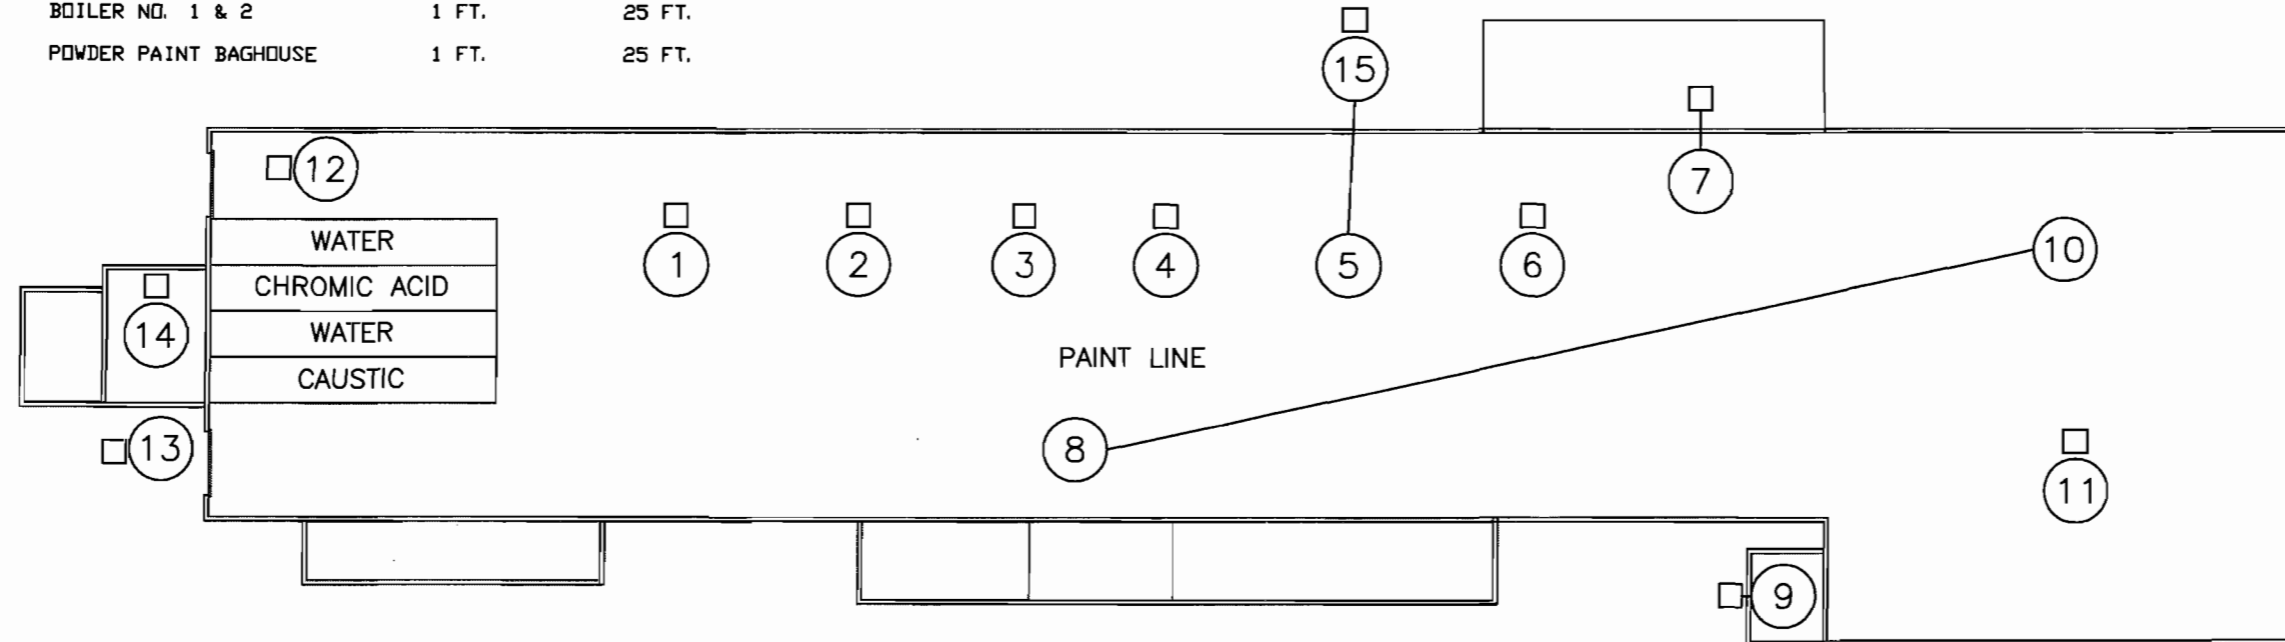 BOILER NO. 1 & 2 1 FT. 25 FT.
POWDER PAINT BAGHOUSE 1 FT. 25 FT.
15
12
7
WATER
1
2
3
4
5
6
10
CHROMIC ACID
14
WATER
PAINT LINE
CAUSTIC
13
8
11
9